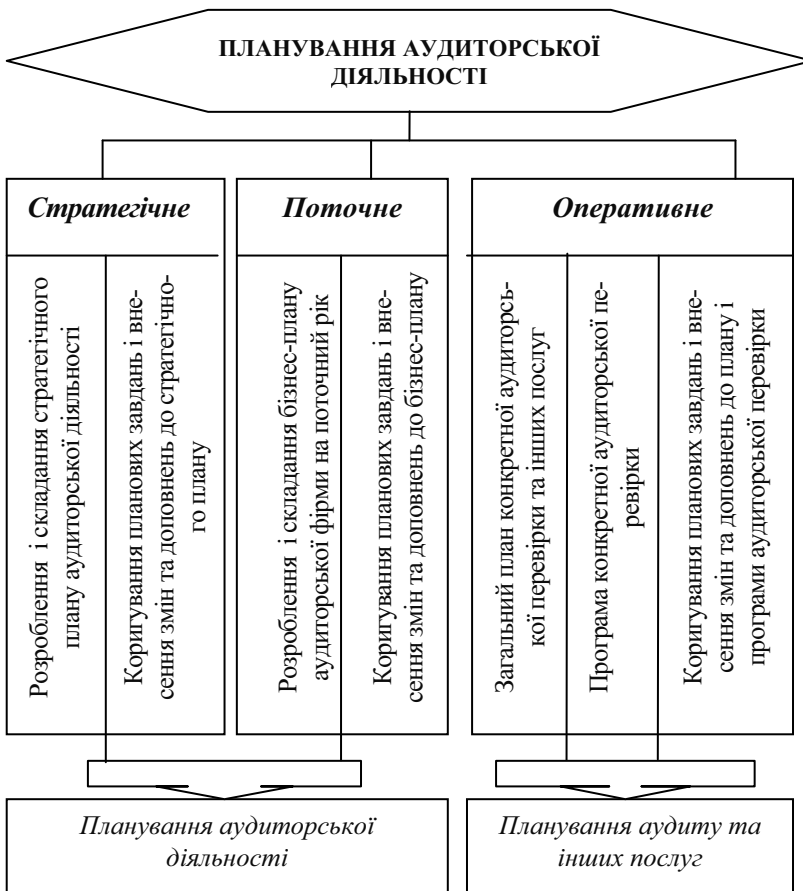 ПЛАНУВАННЯ АУДИТОРСЬКОЇ
ДІЯЛЬНОСТІ
Стратегічне
Розроблення і складання стратегічного
плану аудиторської діяльності
Коригування планових завдань і вне-
сення змін та доповнень до стратегічно-
го плану
Поточне
Розроблення і складання бізнес-плану
аудиторської фірми на поточний рік
Коригування планових завдань і вне-
сення змін та доповнень до бізнес-плану
Оперативне
Загальний план конкретної аудиторсь-
кої перевірки та інших послуг
Програма конкретної аудиторської пе-
ревірки
Коригування планових завдань і вне-
сення змін та доповнень до плану і
програми аудиторської перевірки
Планування аудиторської
діяльності
Планування аудиту та
інших послуг